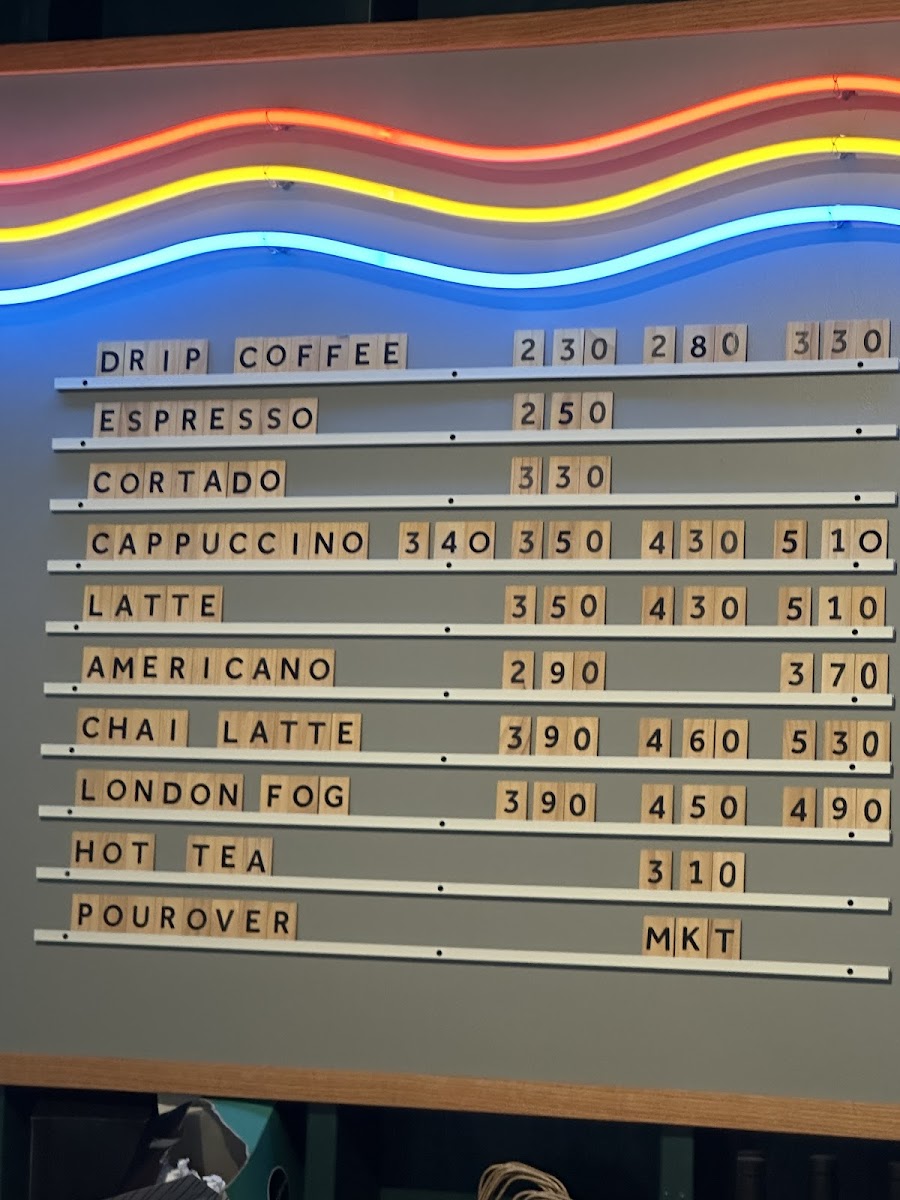 DRIP COFFEE 230 280 330
ESPRESSO 250
CORTADO 330
CAPPUCCINO 340 350 430 510
LATTE 350 430 510
AMERICANO 290 370
CHAI LATTE 390 460 530
LONDON FOG 390 450 490
HOT TEA 310
POUROVER MKT